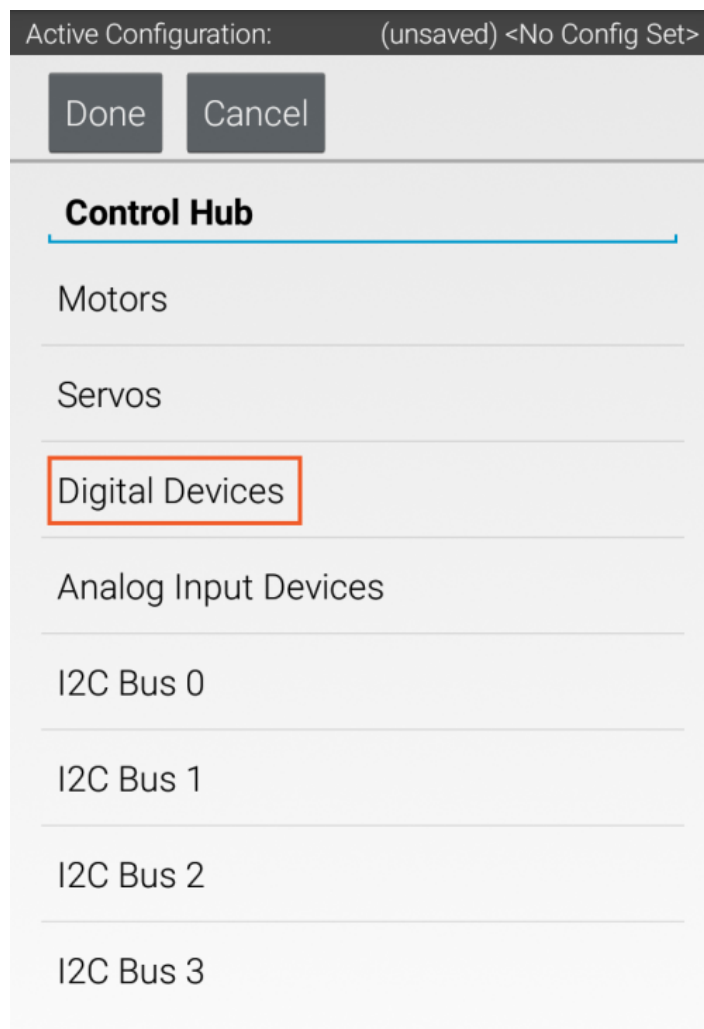 Active Configuration: (unsaved) <No Config Set>
Done Cancel
Control Hub
Motors
Servos
Digital Devices
Analog Input Devices
I2C Bus 0
I2C Bus 1
I2C Bus 2
I2C Bus 3